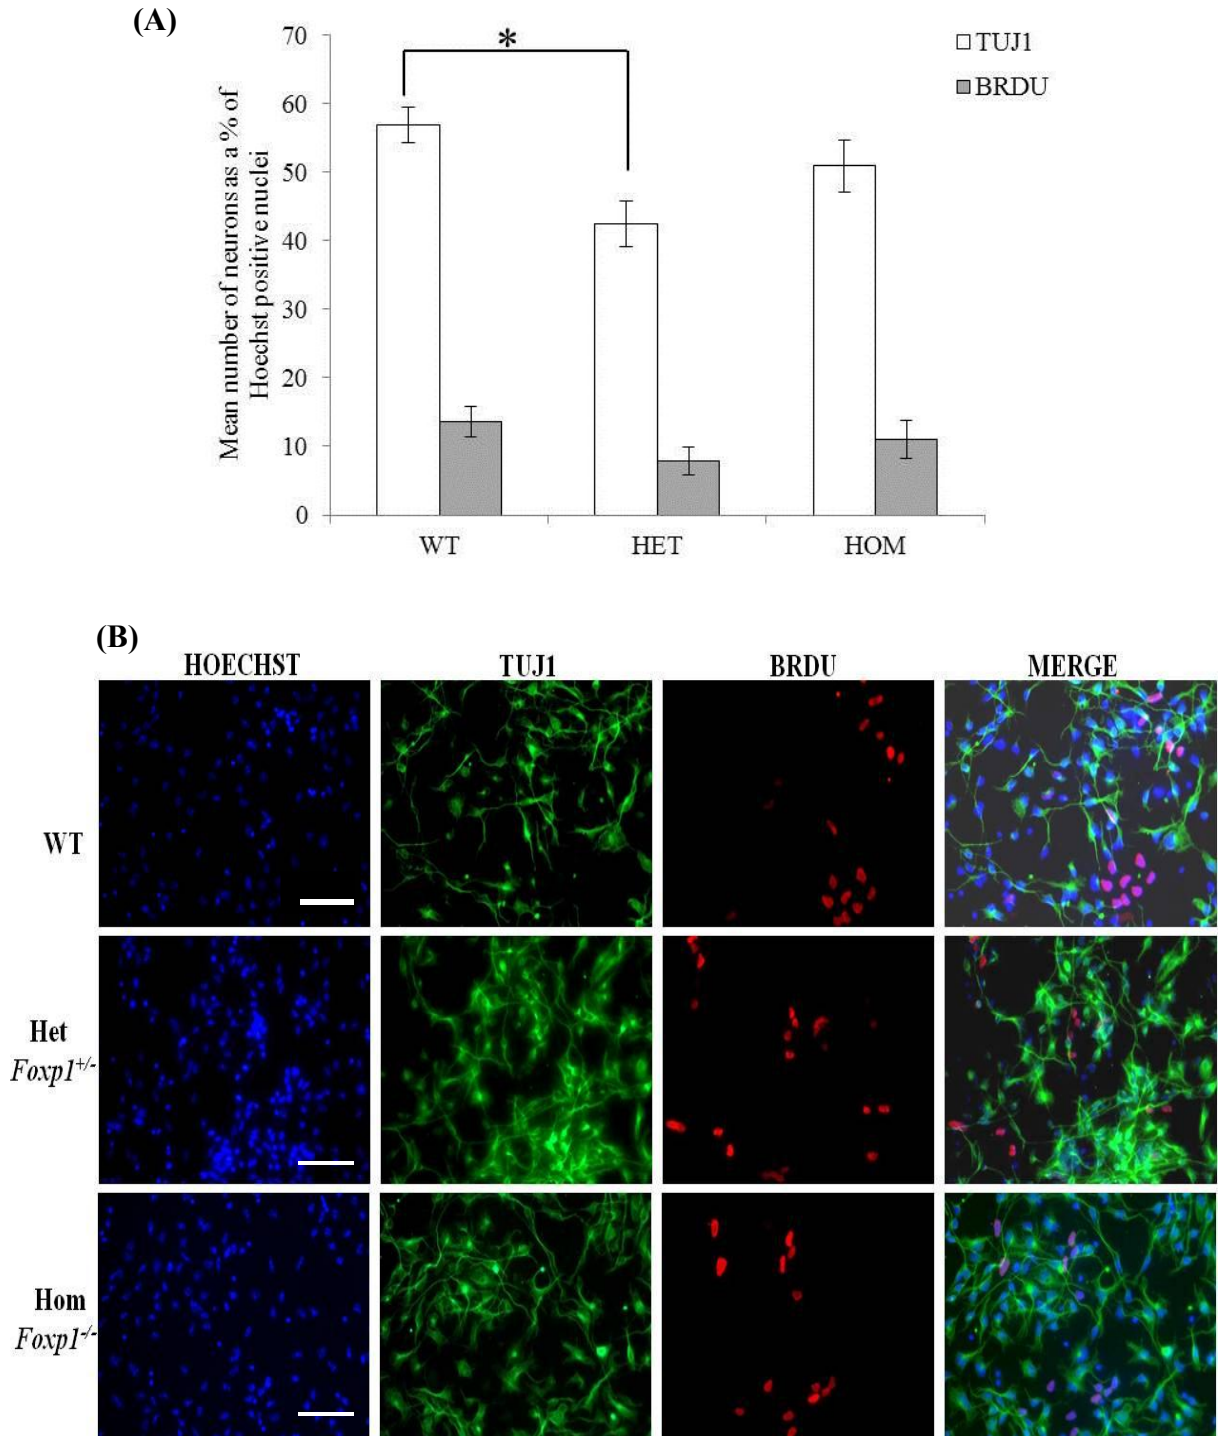 (A)
70
60
50
40
30
20
10
0
Mean number of neurons as a % of
Hoechst positive nuclei
*
TUJ1
BRDU
WT HET HOM
(B)
HOECHST TUJ1 BRDU MERGE
WT
Het
Foxp1+/-
Hom
Foxp1-/-